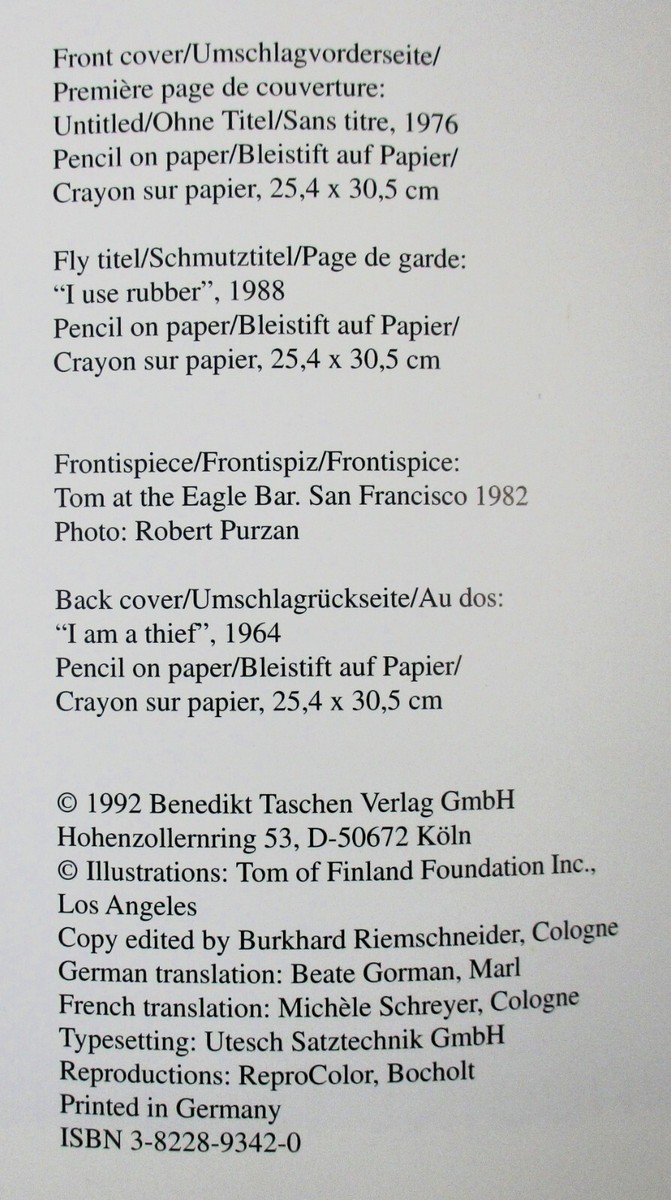 Front cover/Umschlagvorderseite/
Première page de couverture:
Untitled/Ohne Titel/Sans titre, 1976
Pencil on paper/Bleistift auf Papier/
Crayon sur papier, 25,4 x 30,5 cm
Fly titel/Schmutztitel/Page de garde:
“I use rubber”, 1988
Pencil on paper/Bleistift auf Papier/
Crayon sur papier, 25,4 x 30,5 cm
Frontispiece/Frontispiz/Frontispice:
Tom at the Eagle Bar. San Francisco 1982
Photo: Robert Purzan
Back cover/Umschlagrückseite/Au dos:
“I am a thief”, 1964
Pencil on paper/Bleistift auf Papier/
Crayon sur papier, 25,4 x 30,5 cm
© 1992 Benedikt Taschen Verlag GmbH
Hohenzollernring 53, D-50672 Köln
© Illustrations: Tom of Finland Foundation Inc.,
Los Angeles
Copy edited by Burkhard Riemschneider, Cologne
German translation: Beate Gorman, Marl
French translation: Michèle Schreyer, Cologne
Typesetting: Utesch Satztechnik GmbH
Reproductions: ReproColor, Bocholt
Printed in Germany
ISBN 3-8228-9342-0